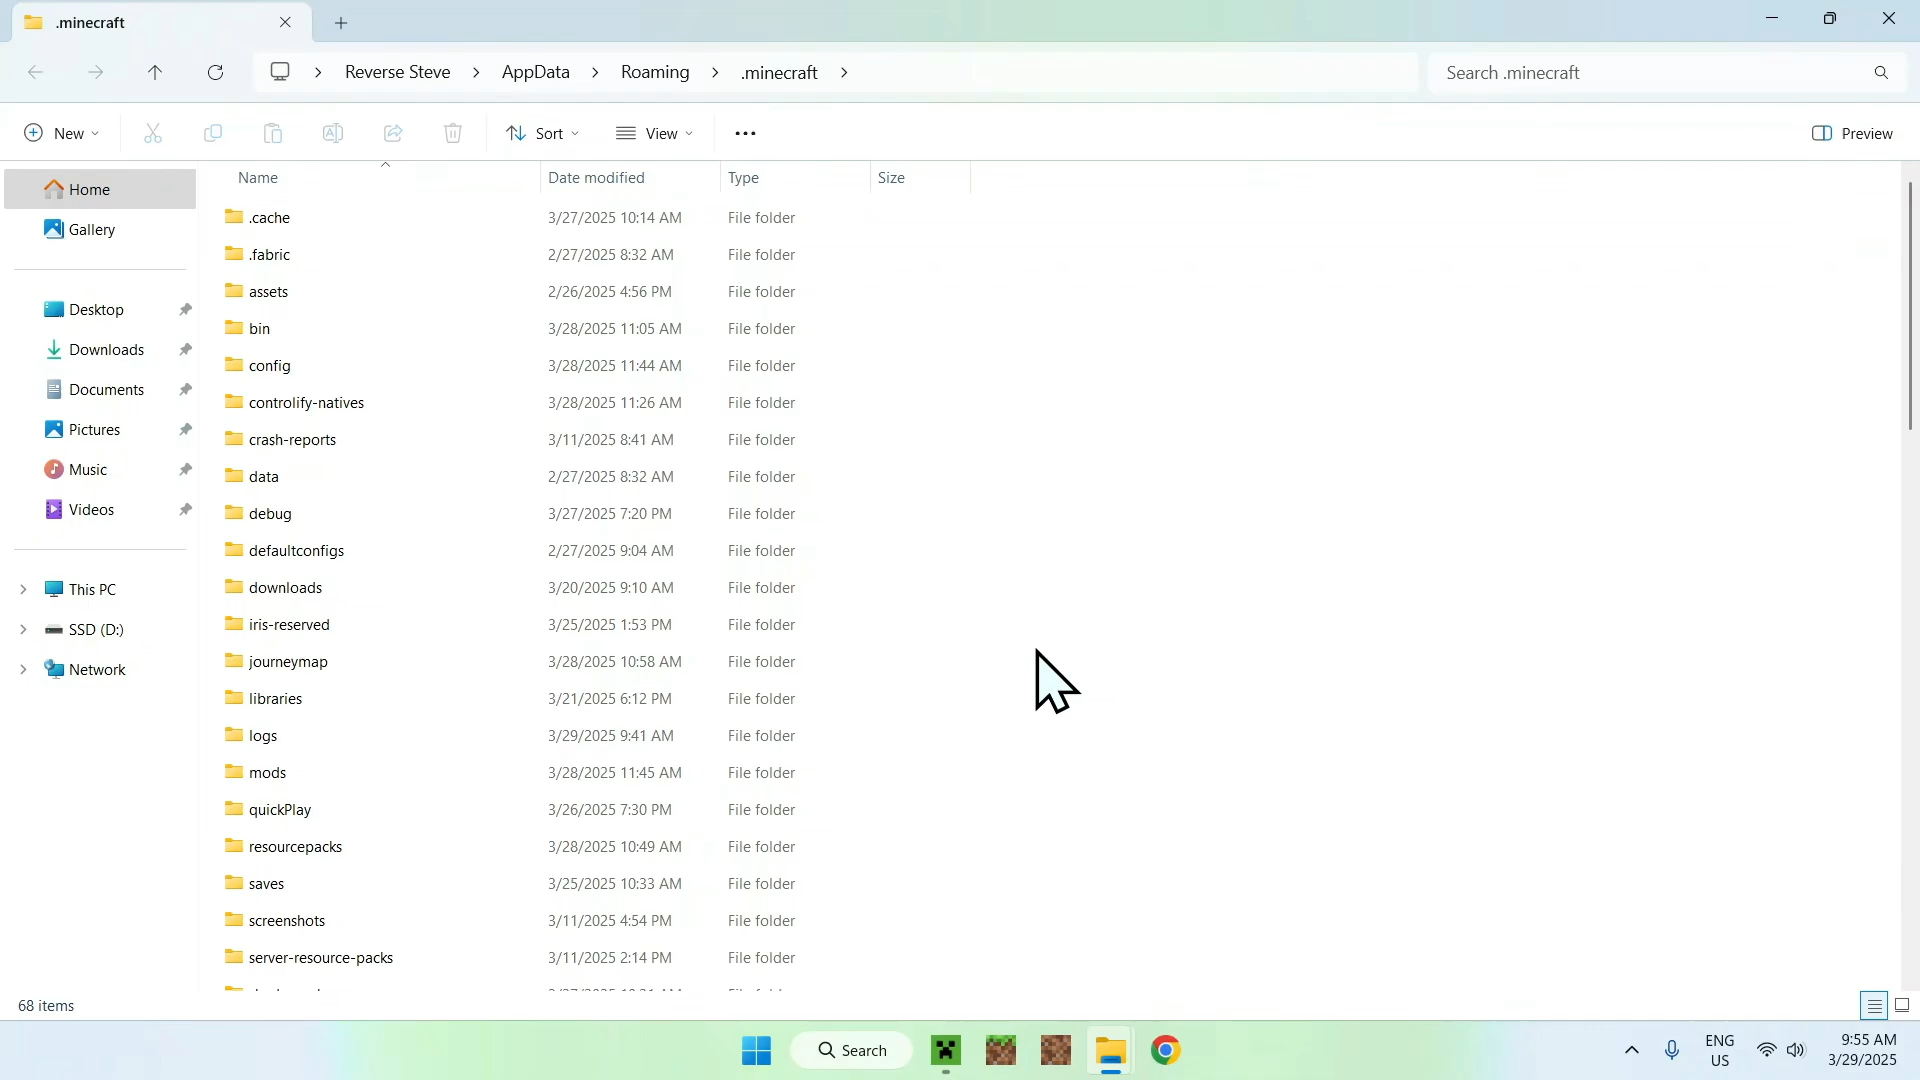 .minecraft
Reverse Steve AppData Roaming .minecraft
Search .minecraft
New Sort View Preview
Name Date modified Type Size
Home
Gallery
Desktop
Downloads
Documents
Pictures
Music
Videos
This PC
SSD (D:)
Network
.cache 3/27/2025 10:14 AM File folder
.fabric 2/27/2025 8:32 AM File folder
assets 2/26/2025 4:56 PM File folder
bin 3/28/2025 11:05 AM File folder
config 3/28/2025 11:44 AM File folder
controlify-natives 3/28/2025 11:26 AM File folder
crash-reports 3/11/2025 8:41 AM File folder
data 2/27/2025 8:32 AM File folder
debug 3/27/2025 7:20 PM File folder
defaultconfigs 2/27/2025 9:04 AM File folder
downloads 3/20/2025 9:10 AM File folder
iris-reserved 3/25/2025 1:53 PM File folder
journeymap 3/28/2025 10:58 AM File folder
libraries 3/21/2025 6:12 PM File folder
logs 3/29/2025 9:41 AM File folder
mods 3/28/2025 11:45 AM File folder
quickPlay 3/26/2025 7:30 PM File folder
resourcepacks 3/28/2025 10:49 AM File folder
saves 3/25/2025 10:33 AM File folder
screenshots 3/11/2025 4:54 PM File folder
server-resource-packs 3/11/2025 2:14 PM File folder
68 items
Search
ENG
US
9:55 AM
3/29/2025